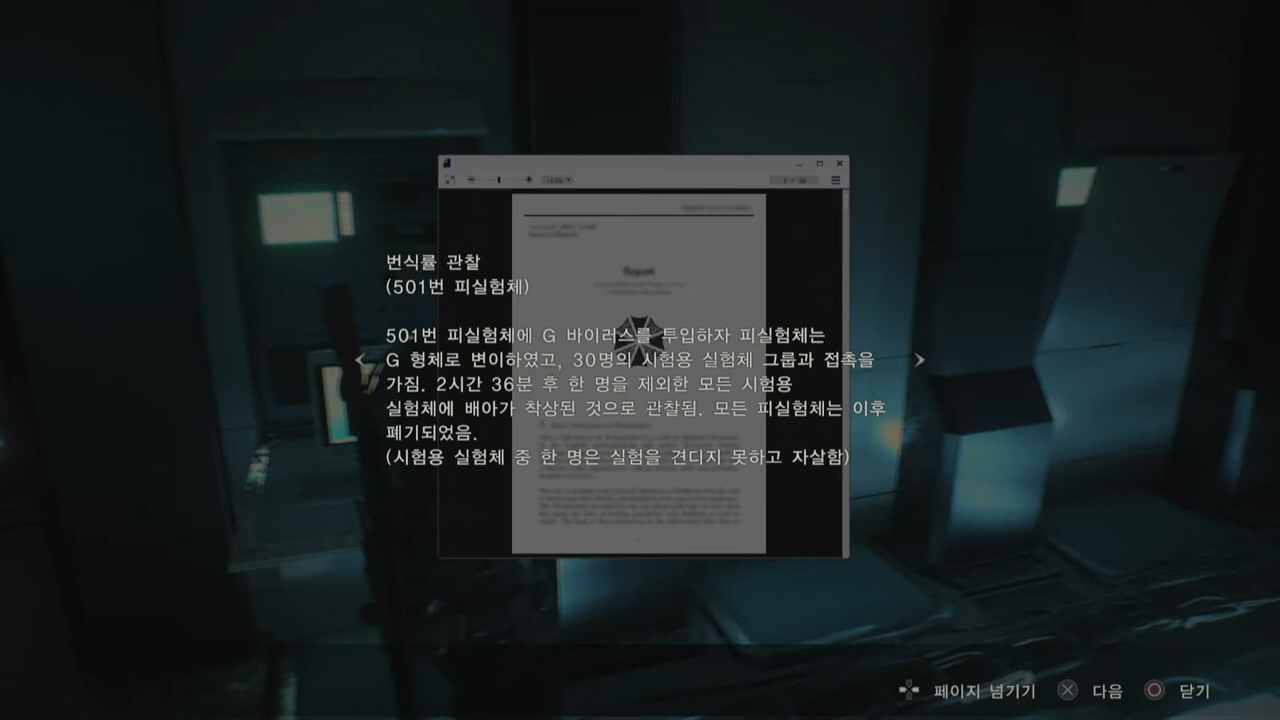 번식률 관찰
(501번 피실험체)
501번 피실험체에 G 바이러스를 투입하자 피실험체는
G 형체로 변이하였고, 30명의 시험용 실험체 그룹과 접촉을
가짐. 2시간 36분 후 한 명을 제외한 모든 시험용
실험체에 배아가 착상된 것으로 관찰됨. 모든 피실험체는 이후
폐기되었음.
(시험용 실험체 중 한 명은 실험을 견디지 못하고 자살함)
Report
페이지 넘기기 다음 닫기